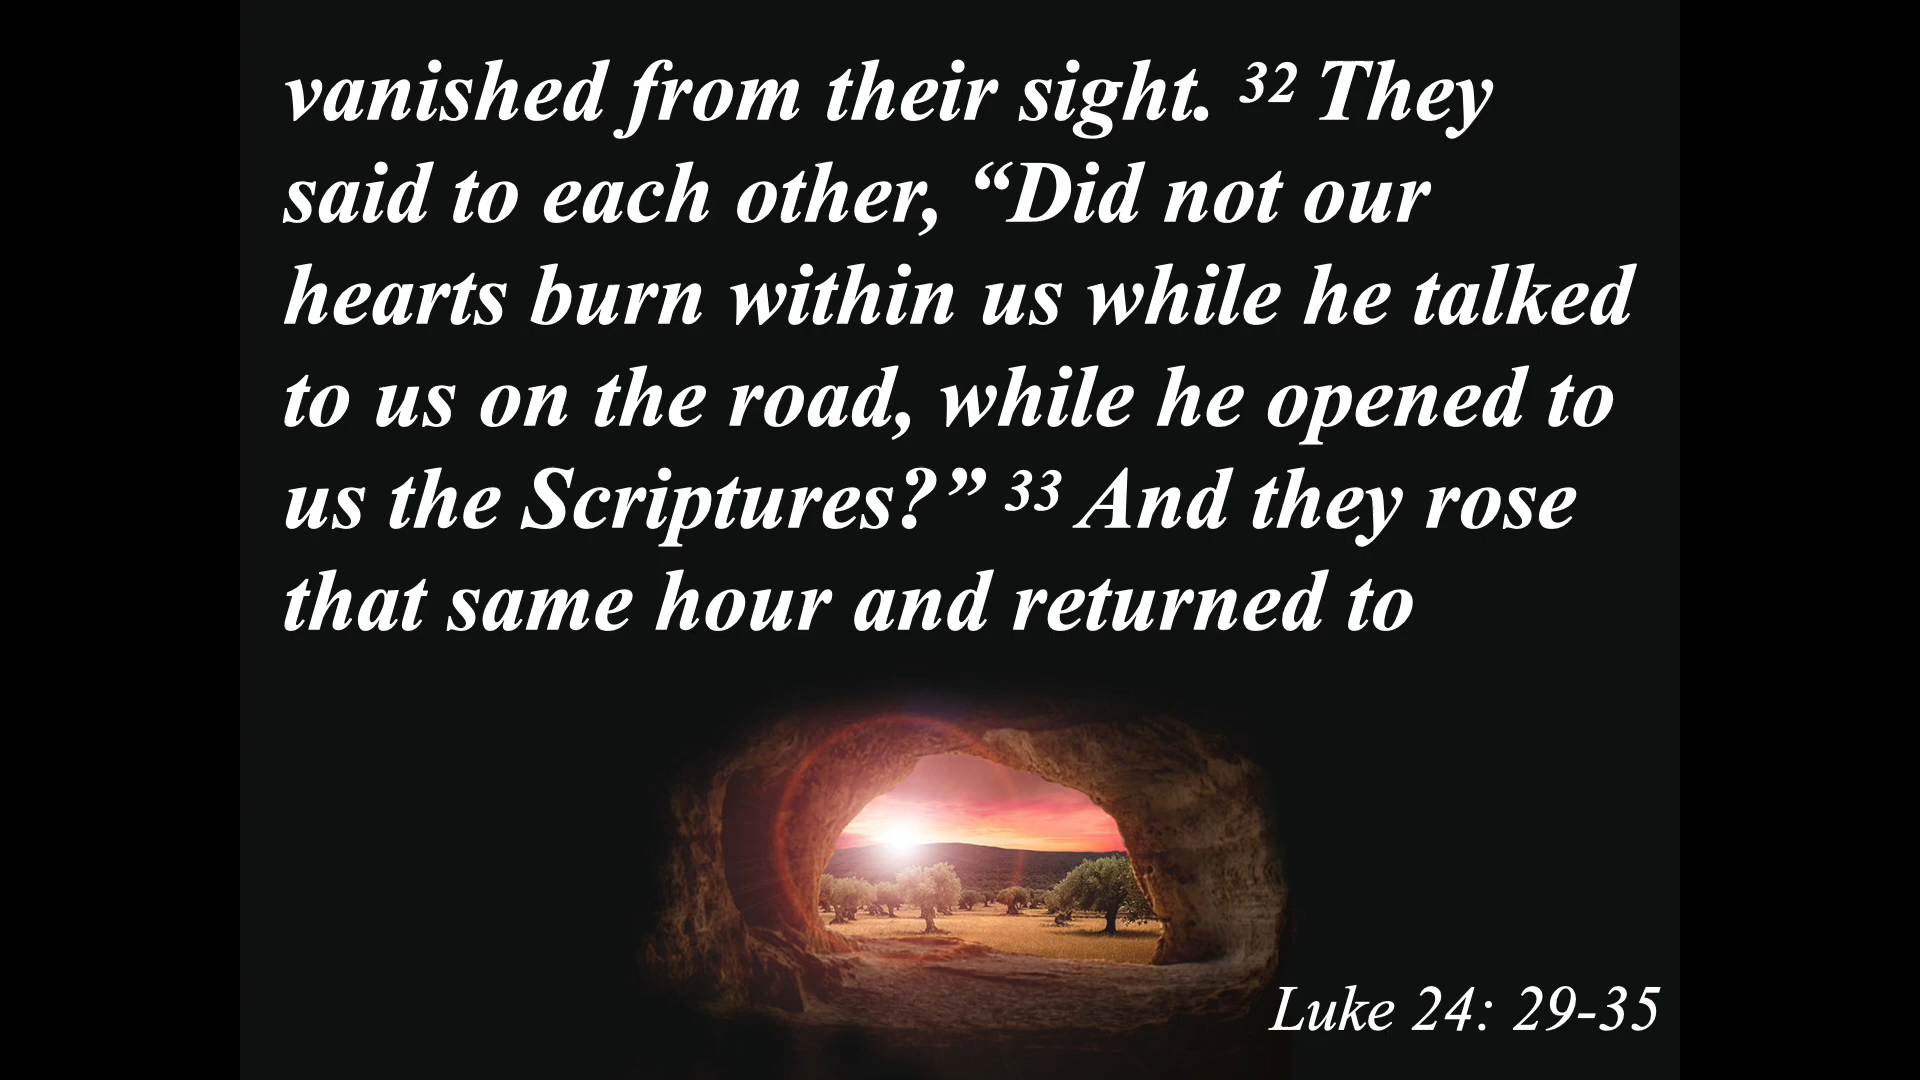 vanished from their sight. 32 They
said to each other, “Did not our
hearts burn within us while he talked
to us on the road, while he opened to
us the Scriptures?” 33 And they rose
that same hour and returned to
Luke 24: 29-35